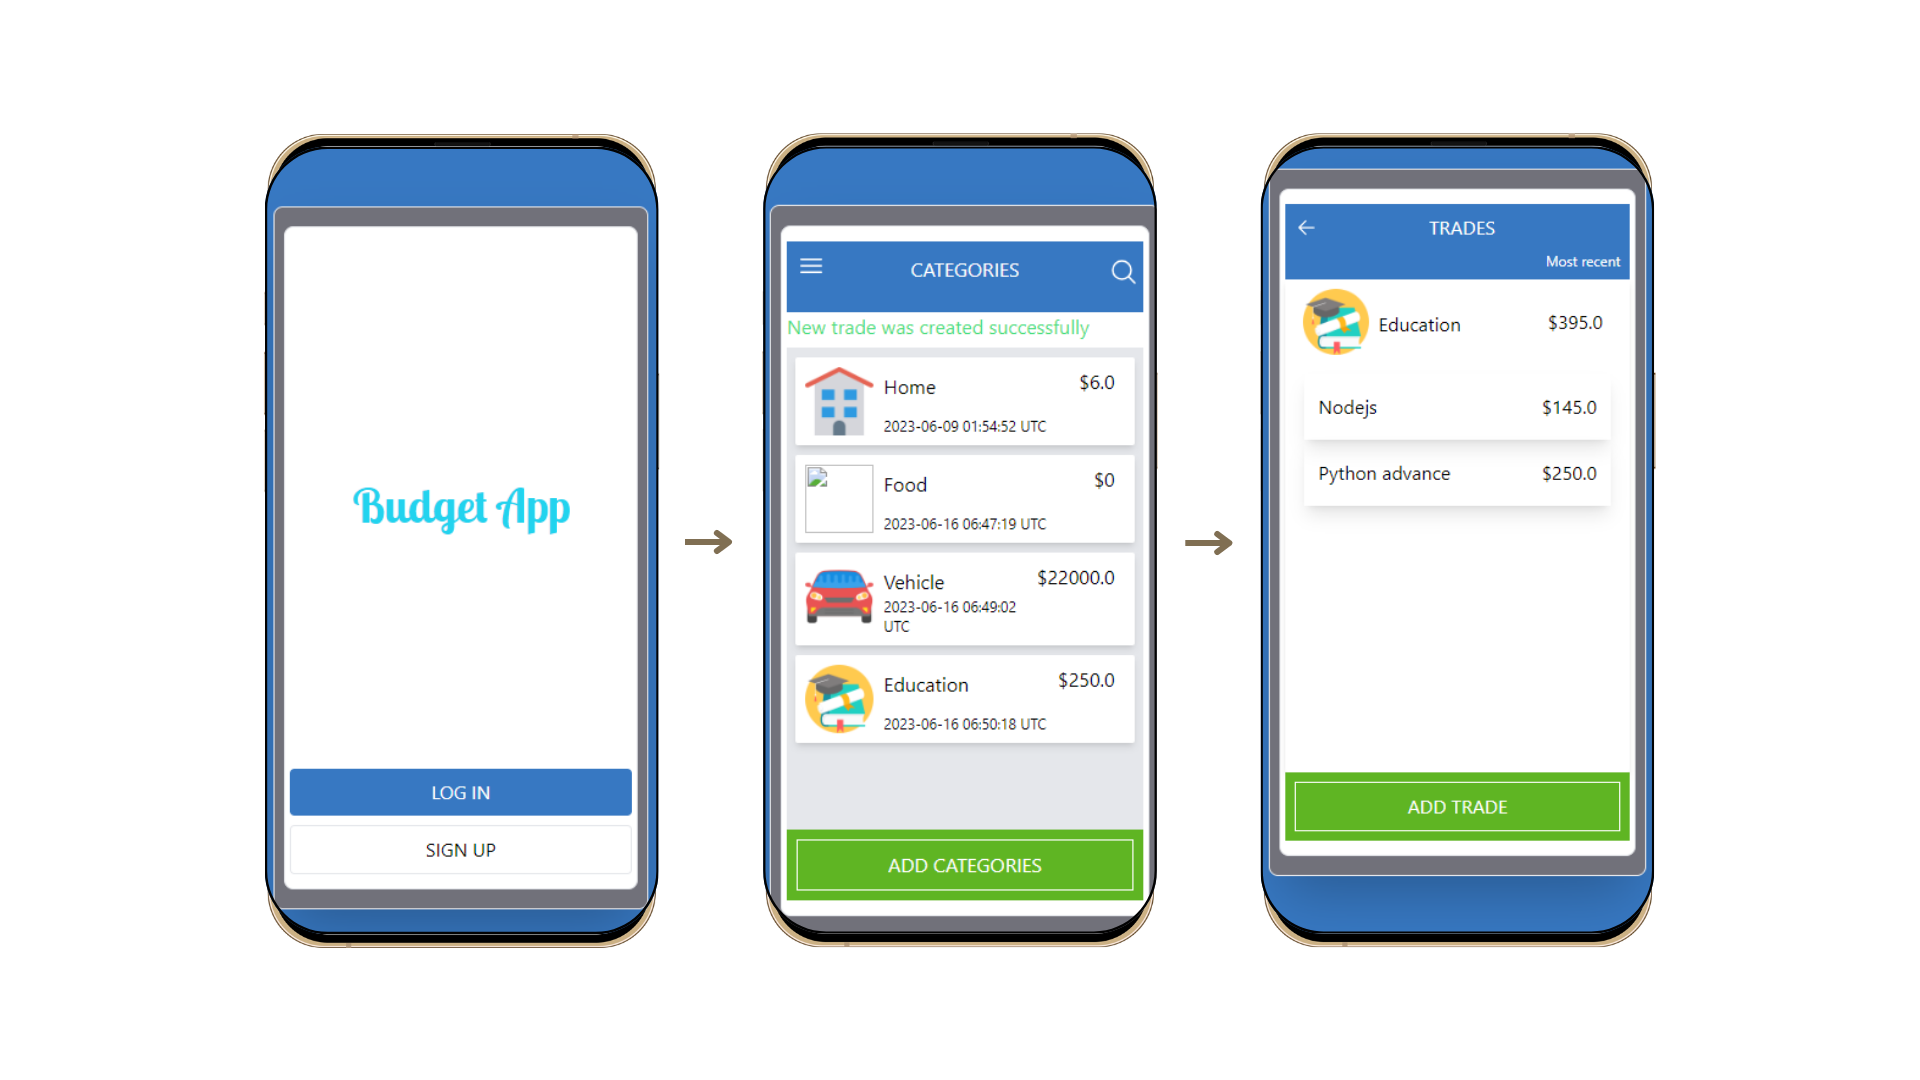 Budget App
LOG IN
SIGN UP
CATEGORIES
New trade was created successfully
Home $6.0
2023-06-09 01:54:52 UTC
Food $0
2023-06-16 06:47:19 UTC
Vehicle $22000.0
2023-06-16 06:49:02
UTC
Education $250.0
2023-06-16 06:50:18 UTC
ADD CATEGORIES
TRADES
Most recent
Education $395.0
Nodejs $145.0
Python advance $250.0
ADD TRADE